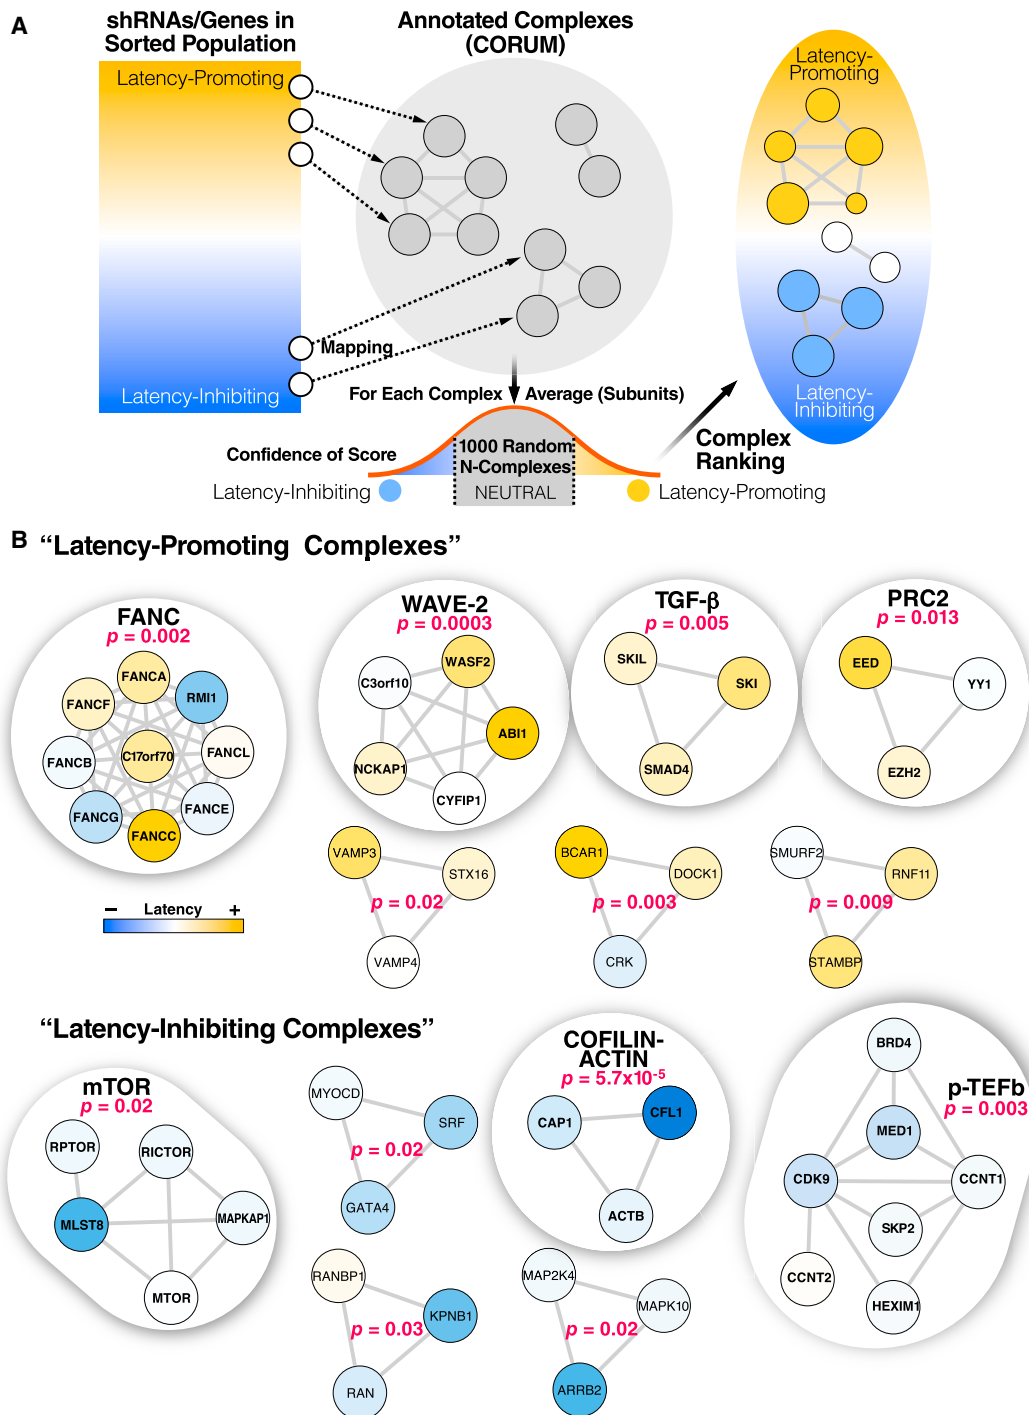 A
shRNAs/Genes in
Sorted Population
Annotated Complexes
(CORUM)
Latency-Promoting
Latency-
Promoting
Mapping
Latency-Inhibiting
Latency-
Inhibiting
For Each Complex
Average (Subunits)
Complex
Ranking
Confidence of Score
1000 Random
N-Complexes
NEUTRAL
Latency-Inhibiting
Latency-Promoting
B
“Latency-Promoting Complexes”
FANC
p = 0.002
FANCA
FANCF
RMI1
FANCB
C17orf70
FANCL
FANCG
FANCE
FANCC
WAVE-2
p = 0.0003
WASF2
C3orf10
ABI1
NCKAP1
CYFIP1
TGF-β
p = 0.005
SKIL
SKI
SMAD4
PRC2
p = 0.013
EED
YY1
EZH2
− Latency +
VAMP3
STX16
p = 0.02
VAMP4
BCAR1
DOCK1
p = 0.003
CRK
SMURF2
RNF11
p = 0.009
STAMBP
“Latency-Inhibiting Complexes”
mTOR
p = 0.02
RPTOR
RICTOR
MLST8
MAPKAP1
MTOR
MYOCD
SRF
p = 0.02
GATA4
COFILIN-
ACTIN
p = 5.7x10-5
CAP1
CFL1
ACTB
p-TEFb
p = 0.003
BRD4
MED1
CDK9
CCNT1
SKP2
CCNT2
HEXIM1
RANBP1
KPNB1
p = 0.03
RAN
MAP2K4
MAPK10
p = 0.02
ARRB2